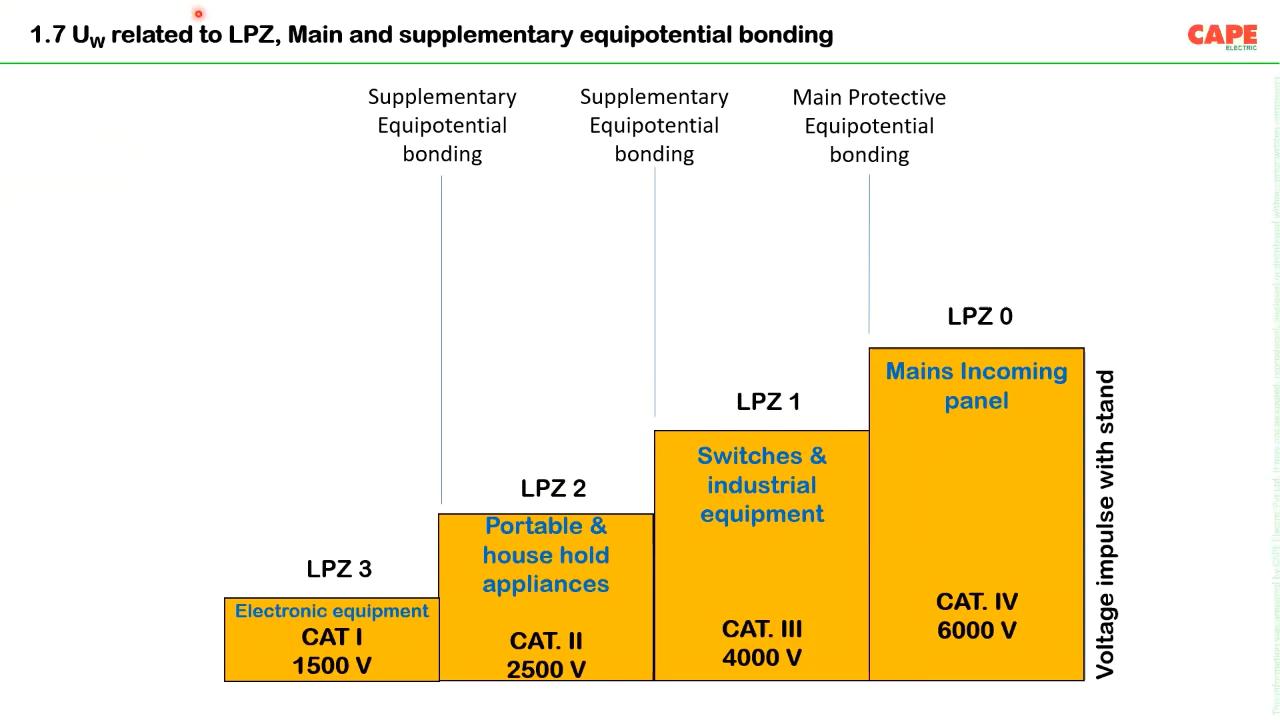 1.7 UW related to LPZ, Main and supplementary equipotential bonding
CAPE
ELECTRIC
Supplementary
Equipotential
bonding
Supplementary
Equipotential
bonding
Main Protective
Equipotential
bonding
LPZ 0
Mains Incoming
panel
CAT. IV
6000 V
LPZ 1
Switches &
industrial
equipment
CAT. III
4000 V
LPZ 2
Portable &
house hold
appliances
CAT. II
2500 V
LPZ 3
Electronic equipment
CAT I
1500 V
Voltage impulse with stand